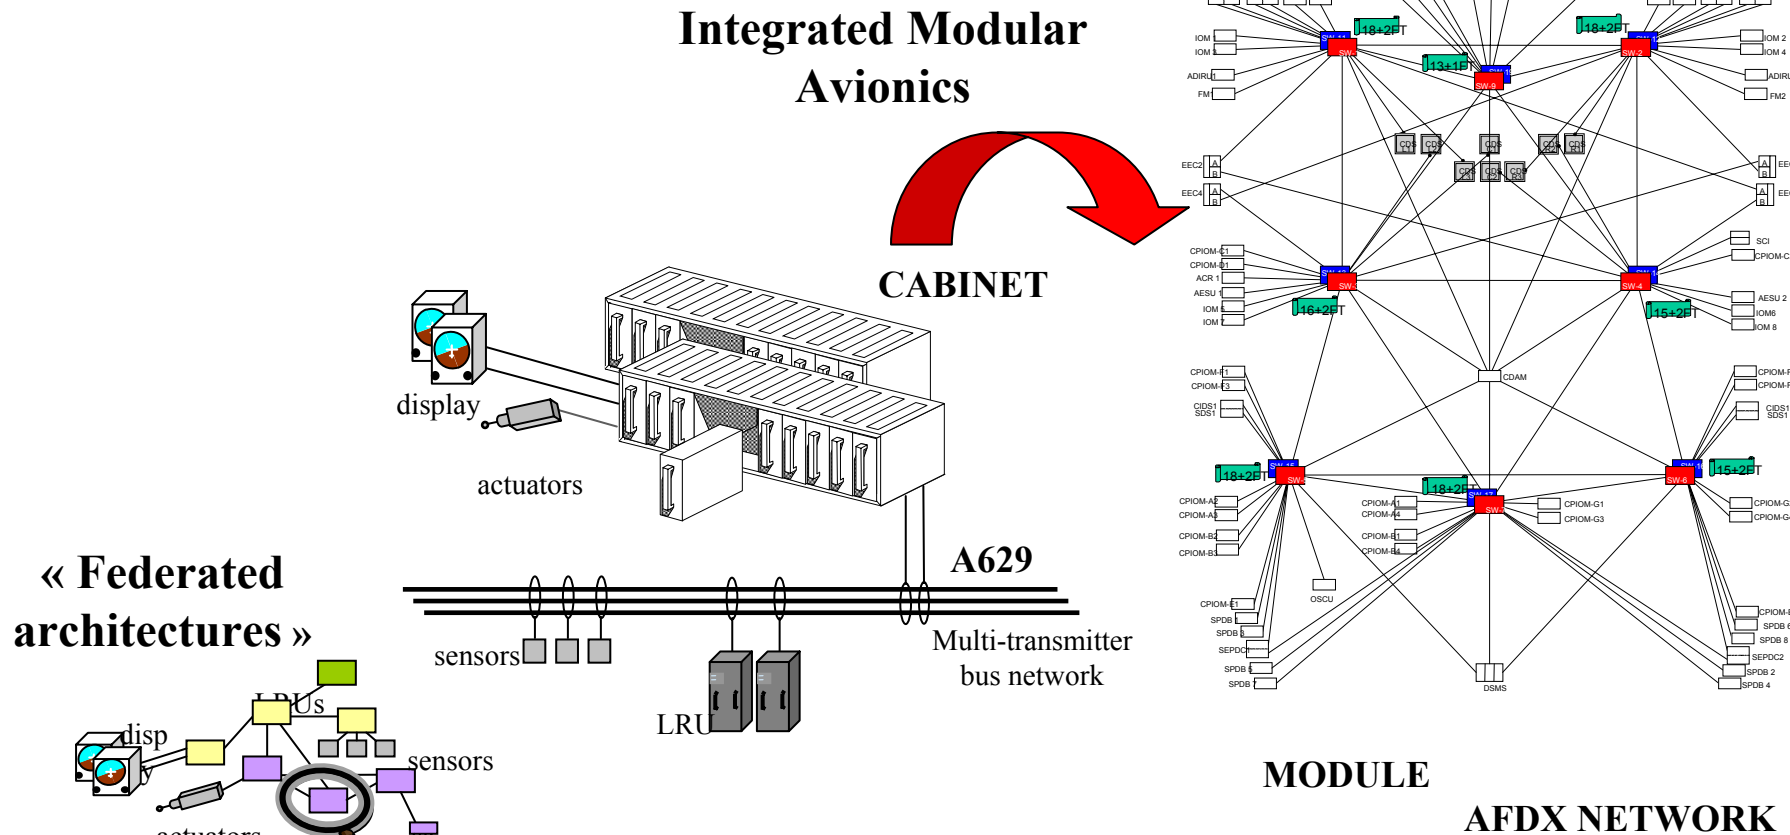 Integrated Modular
Avionics
CABINET
display
actuators
A629
Multi-transmitter
bus network
sensors
LRU
« Federated
architectures »
LRUs
disp
y
sensors
actuators
18+2FT
18+2FT
13+1FT
IOM 2
IOM 4
FM2
SW-2
SW-9
EEC2
A
B
EEC4
A
B
A
B
A
B
CPIOM-C1
CPIOM-D1
ACR 1
AESU 1
IOM 5
IOM 7
SCI
AESU 2
IOM6
IOM 8
SW-4
16+2FT
15+2FT
CPIOM-F1
CPIOM-F3
CIDS1
SDS1
CDAM
CIDS1
SDS1
18+2FT
18+2FT
15+2FT
SW-6
CPIOM-A2
CPIOM-A3
CPIOM-B2
CPIOM-B3
CPIOM-A1
CPIOM-A4
CPIOM-B1
CPIOM-B4
CPIOM-G1
CPIOM-G3
OSCU
CPIOM-E1
SPDB 1
SPDB 3
SEPDC1
SPDB 5
SPDB 7
DSMS
SPDB 6
SPDB 8
SEPDC2
SPDB 2
SPDB 4
MODULE
AFDX NETWORK